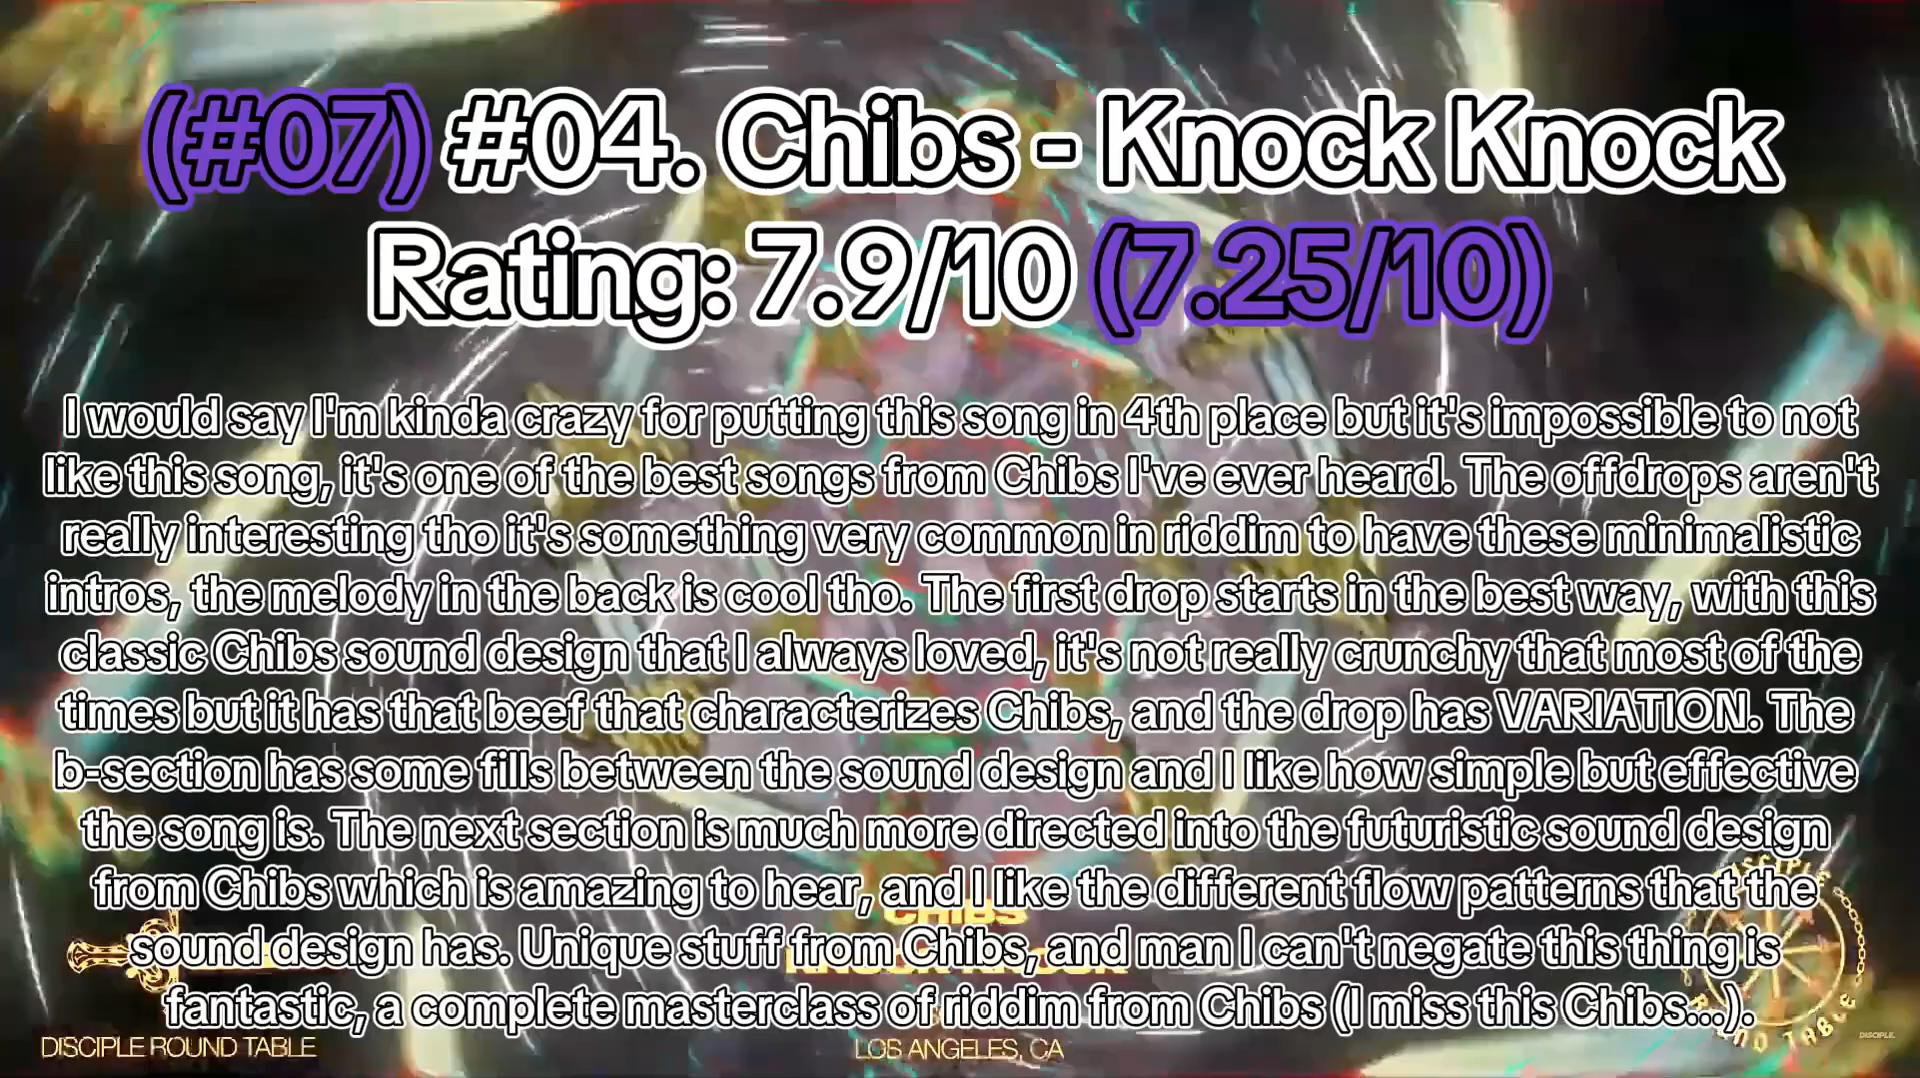 (#07) #04. Chibs - Knock Knock
Rating: 7.9/10 (7.25/10)
I would say I'm kinda crazy for putting this song in 4th place but it's impossible to not
like this song, it's one of the best songs from Chibs I've ever heard. The offdrops aren't
really interesting tho it's something very common in riddim to have these minimalistic
intros, the melody in the back is cool tho. The first drop starts in the best way, with this
classic Chibs sound design that I always loved, it's not really crunchy that most of the
times but it has that beef that characterizes Chibs, and the drop has VARIATION. The
b-section has some fills between the sound design and I like how simple but effective
the song is. The next section is much more directed into the futuristic sound design
from Chibs which is amazing to hear, and I like the different flow patterns that the
CHIBS
sound design has. Unique stuff from Chibs, and man I can't negate this thing is
KNOCK KNOCK
fantastic, a complete masterclass of riddim from Chibs (I miss this Chibs...).
DISCIPLE ROUND TABLE
DISCIPLE ROUND TABLE
LOS ANGELES, CA
DISCIPLE.